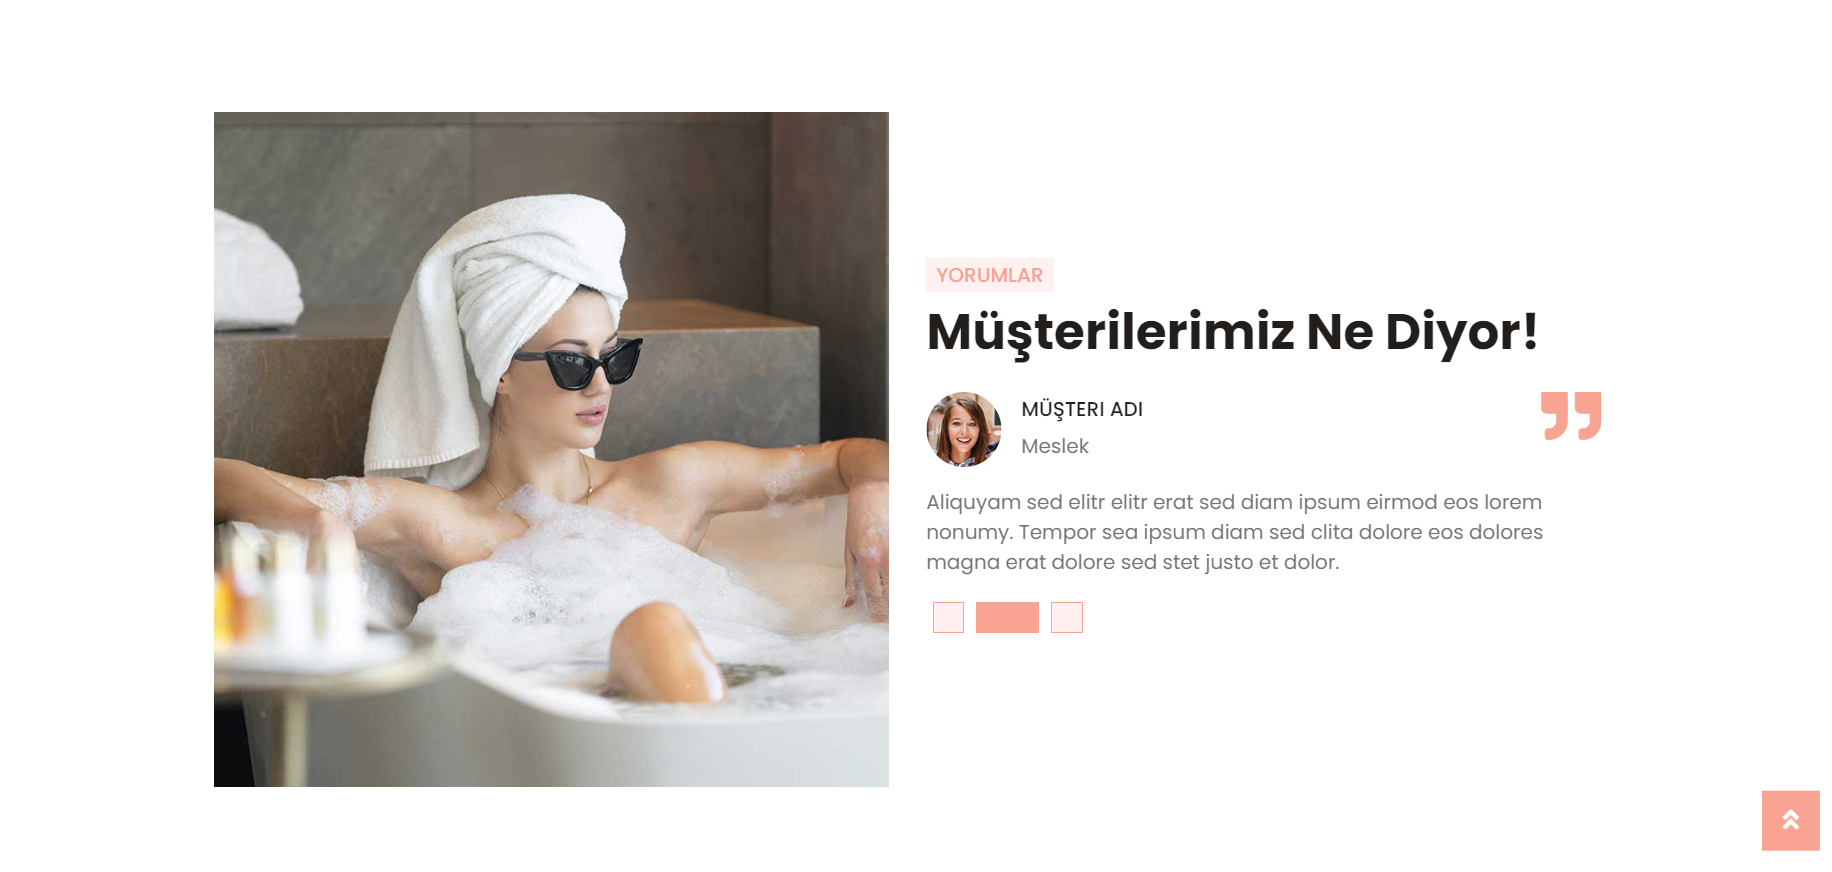 YORUMLAR
Müşterilerimiz Ne Diyor!
MÜŞTERI ADI
Meslek
Aliquyam sed elitr elitr erat sed diam ipsum eirmod eos lorem
nonumy. Tempor sea ipsum diam sed clita dolore eos dolores
magna erat dolore sed stet justo et dolor.